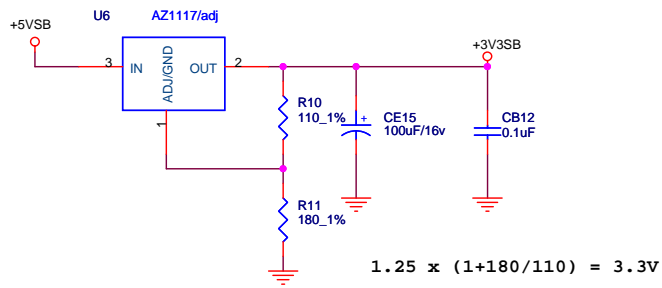 +5VSB
U6
AZ1117/adj
+3V3SB
3
IN
ADJ/GND
OUT
2
1
R10
110_1%
CE15
100uF/16v
CB12
0.1uF
+
R11
180_1%
1.25 x (1+180/110) = 3.3V